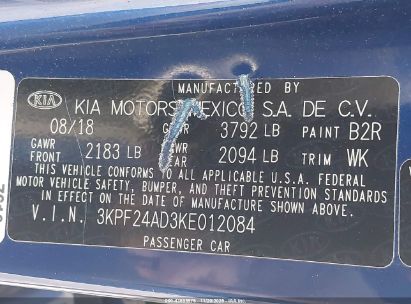 MANUFACTURED BY
KIA KIA MOTORS MEXICO S.A. DE C.V.
08/18 GVWR 3792 LB PAINT B2R
GAWR FRONT 2183 LB 2094 LB TRIM WK
THIS VEHICLE CONFORMS TO ALL APPLICABLE U.S.A. FEDERAL
MOTOR VEHICLE SAFETY, BUMPER, AND THEFT PREVENTION STANDARDS
IN EFFECT ON THE DATE OF MANUFACTURE SHOWN ABOVE.
V.I.N. 3KPF24AD3KE012084
PASSENGER CAR